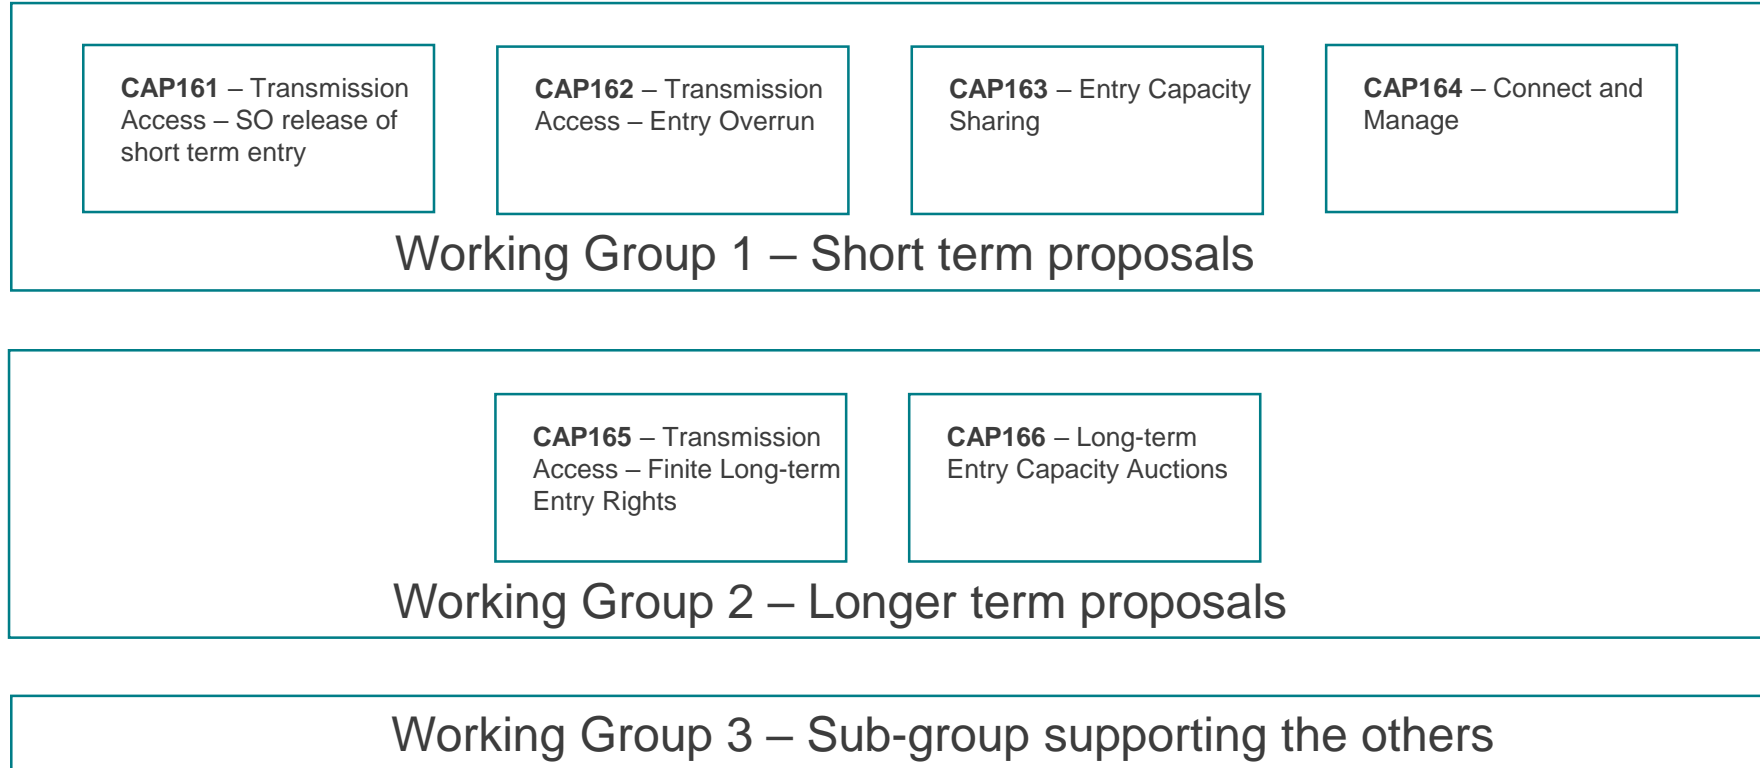 CAP161 – Transmission
Access – SO release of
short term entry
CAP162 – Transmission
Access – Entry Overrun
CAP163 – Entry Capacity
Sharing
CAP164 – Connect and
Manage
Working Group 1 – Short term proposals
CAP165 – Transmission
Access – Finite Long-term
Entry Rights
CAP166 – Long-term
Entry Capacity Auctions
Working Group 2 – Longer term proposals
Working Group 3 – Sub-group supporting the others